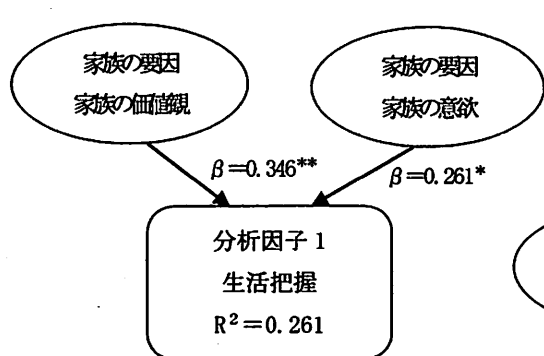 家族の要因
家族の価値観
家族の要因
家族の意欲
β=0.346**
β=0.261*
分析因子1
生活把握
R²=0.261